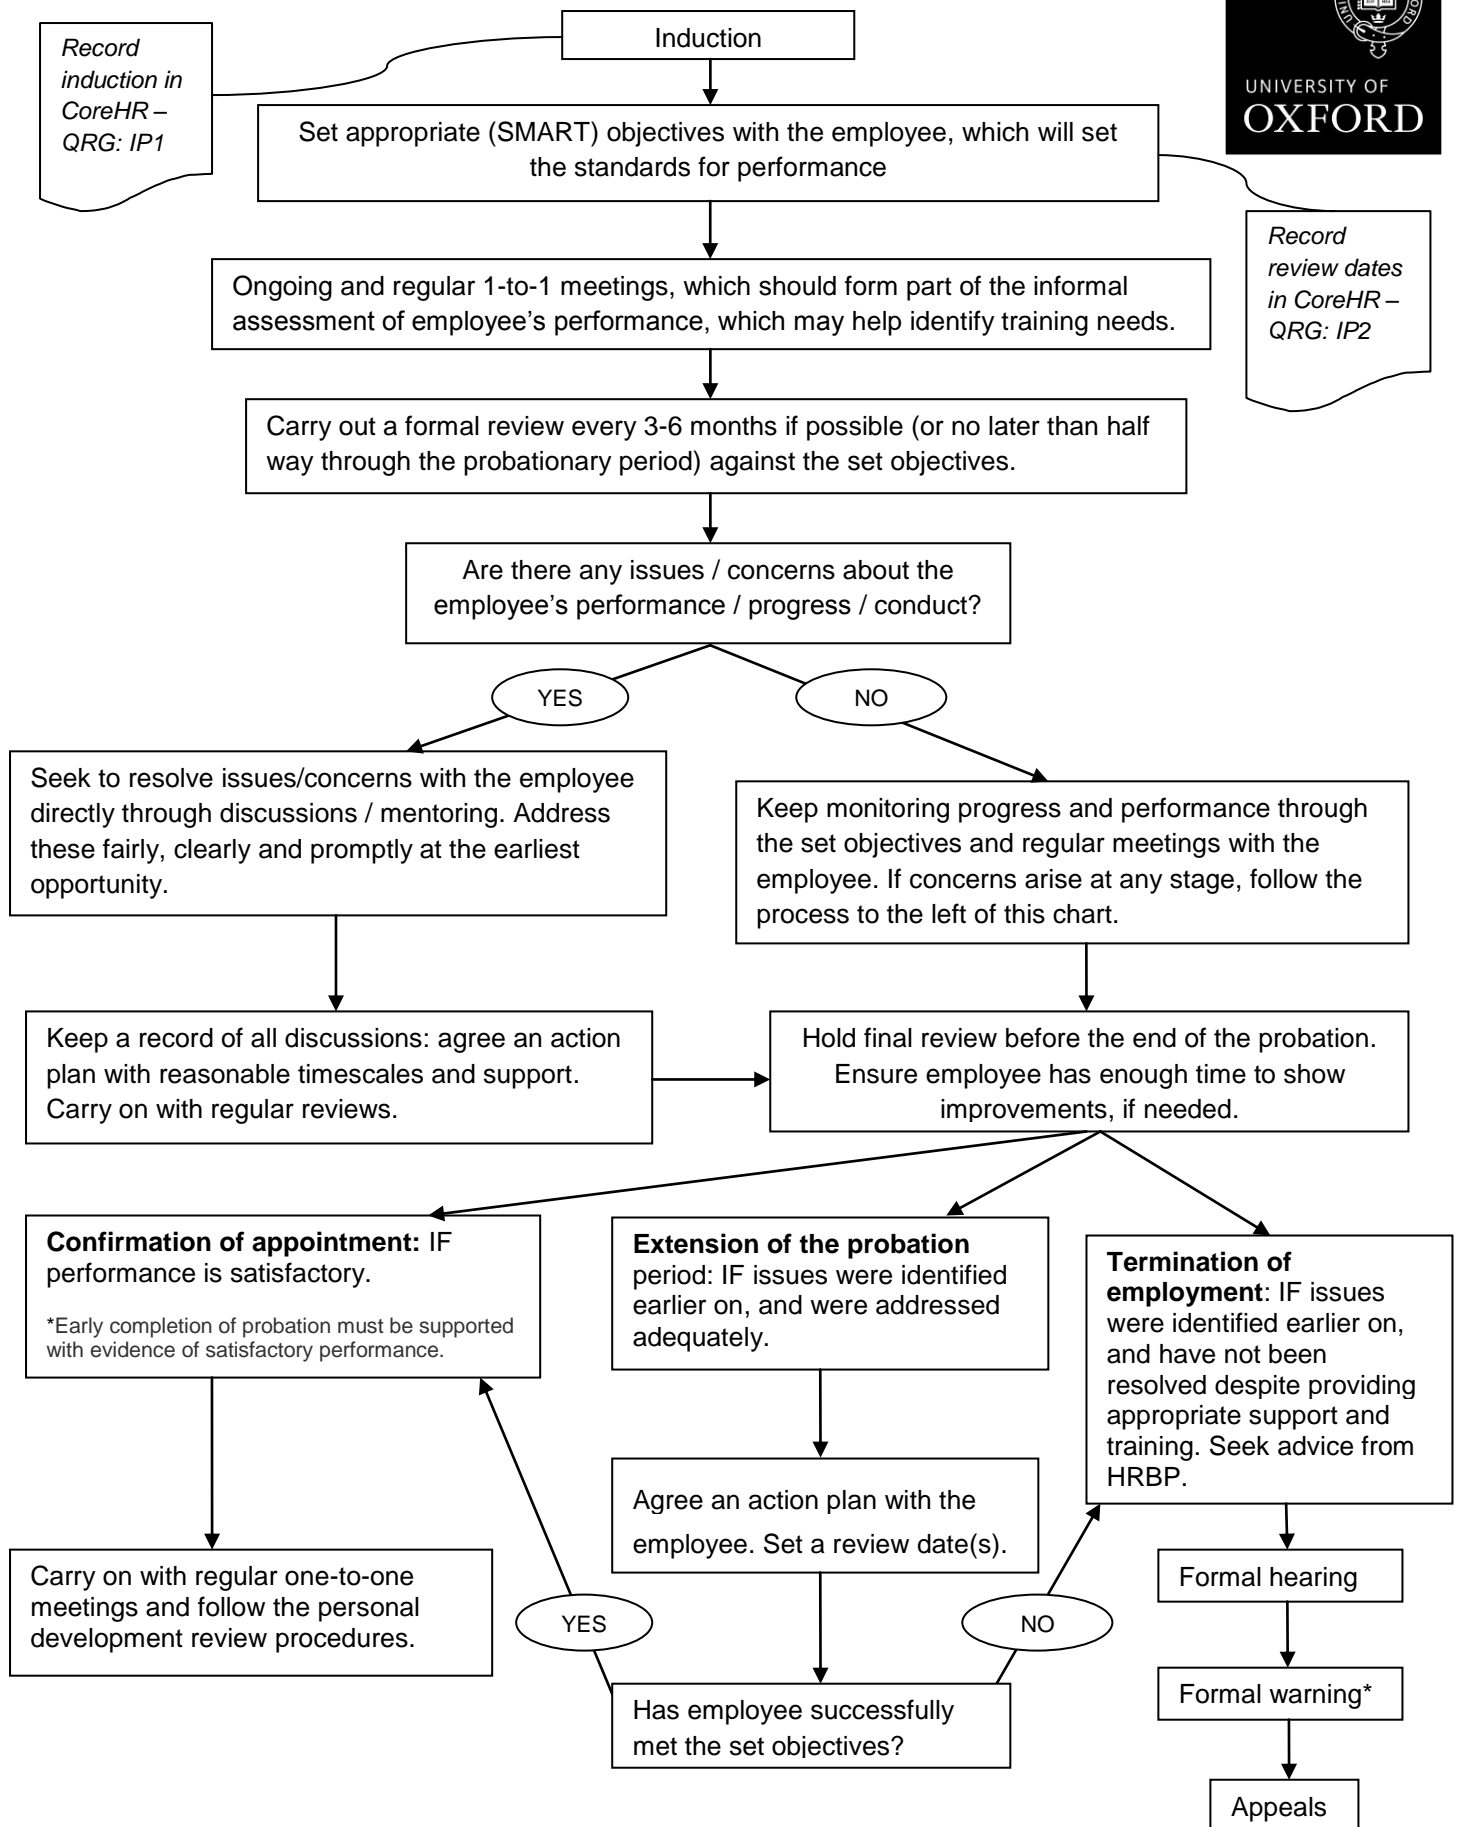 Induction
Record
induction in
CoreHR –
QRG: IP1
UNIVERSITY OF
OXFORD
Set appropriate (SMART) objectives with the employee, which will set
the standards for performance
Record
review dates
in CoreHR –
QRG: IP2
Ongoing and regular 1-to-1 meetings, which should form part of the informal
assessment of employee’s performance, which may help identify training needs.
Carry out a formal review every 3-6 months if possible (or no later than half
way through the probationary period) against the set objectives.
Are there any issues / concerns about the
employee’s performance / progress / conduct?
YES
NO
Seek to resolve issues/concerns with the employee
directly through discussions / mentoring. Address
these fairly, clearly and promptly at the earliest
opportunity.
Keep monitoring progress and performance through
the set objectives and regular meetings with the
employee. If concerns arise at any stage, follow the
process to the left of this chart.
Keep a record of all discussions: agree an action
plan with reasonable timescales and support.
Carry on with regular reviews.
Hold final review before the end of the probation.
Ensure employee has enough time to show
improvements, if needed.
Confirmation of appointment: IF
performance is satisfactory.
*Early completion of probation must be supported
with evidence of satisfactory performance.
Extension of the probation
period: IF issues were identified
earlier on, and were addressed
adequately.
Termination of
employment: IF issues
were identified earlier on,
and have not been
resolved despite providing
appropriate support and
training. Seek advice from
HRBP.
Agree an action plan with the
employee. Set a review date(s).
Carry on with regular one-to-one
meetings and follow the personal
development review procedures.
YES
NO
Formal hearing
Has employee successfully
met the set objectives?
Formal warning*
Appeals